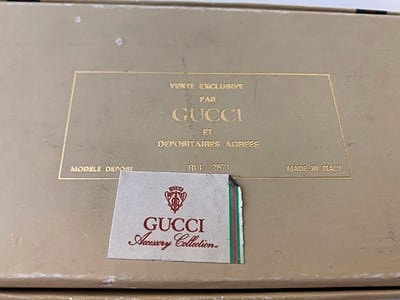 VENTE EXCLUSIVE
PAR
GUCCI
ET
DEPOSITAIRES AGREES
MODELE DEPOSE MADE IN ITALY
GUCCI
Accessory Collection